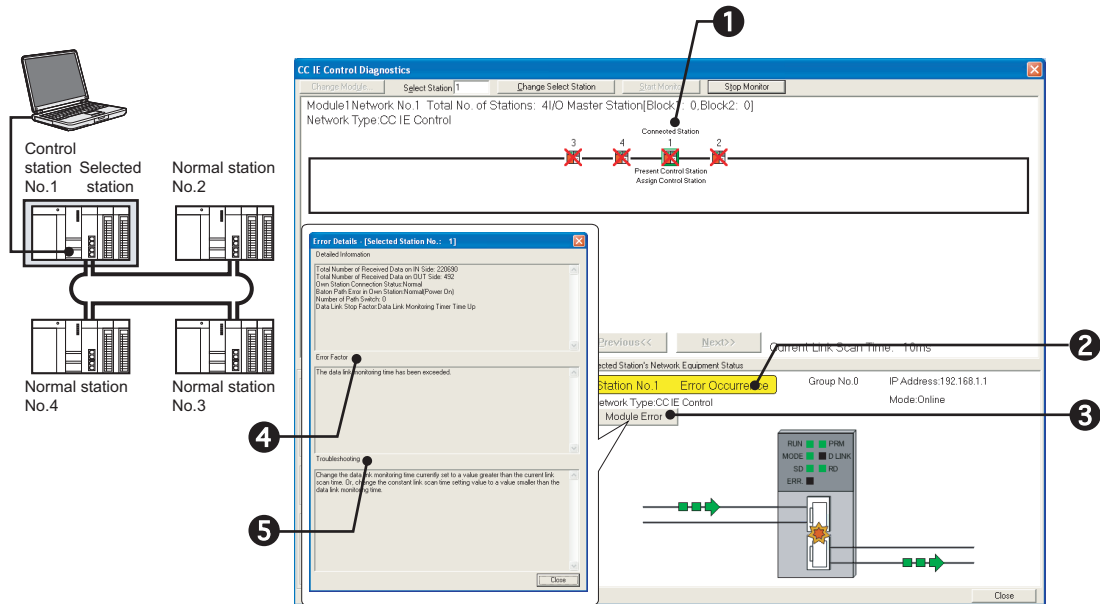 1
CC IE Control Diagnostics
Change Module...
Select Station 1
Change Select Station
Start Monitor
Stop Monitor
Module1 Network No.1 Total No. of Stations: 4I/O Master Station[Block1: 0,Block2: 0]
Network Type:CC IE Control
Connected Station
3 4 1 2
Present Control Station
Assign Control Station
Control
station Selected
No.1 station
Normal station
No.2
Normal station
No.4
Normal station
No.3
Error Details - [Selected Station No.: 1]
Detailed Information
Total Number of Received Data on IN Side: 220690
Total Number of Received Data on OUT Side: 492
Own Station Connection Status:Normal
Baton Path Error in Own Station:Normal(Power On)
Number of Path Switch: 0
Data Link Stop Factor:Data Link Monitoring Timer Time Up
Error Factor
The data link monitoring time has been exceeded.
4
Troubleshooting
Change the data link monitoring time currently set to a value greater than the current link
scan time. Or, change the constant link scan time setting value to a value smaller than the
data link monitoring time.
5
Close
Previous<<
Next>>
Current Link Scan Time: 10ms
2
ected Station's Network Equipment Status
Station No.1 Error Occurrence
Group No.0
IP Address:192.168.1.1
etwork Type:CC IE Control
Mode:Online
Module Error
3
RUN PRM
MODE D LINK
SD RD
ERR.
Close